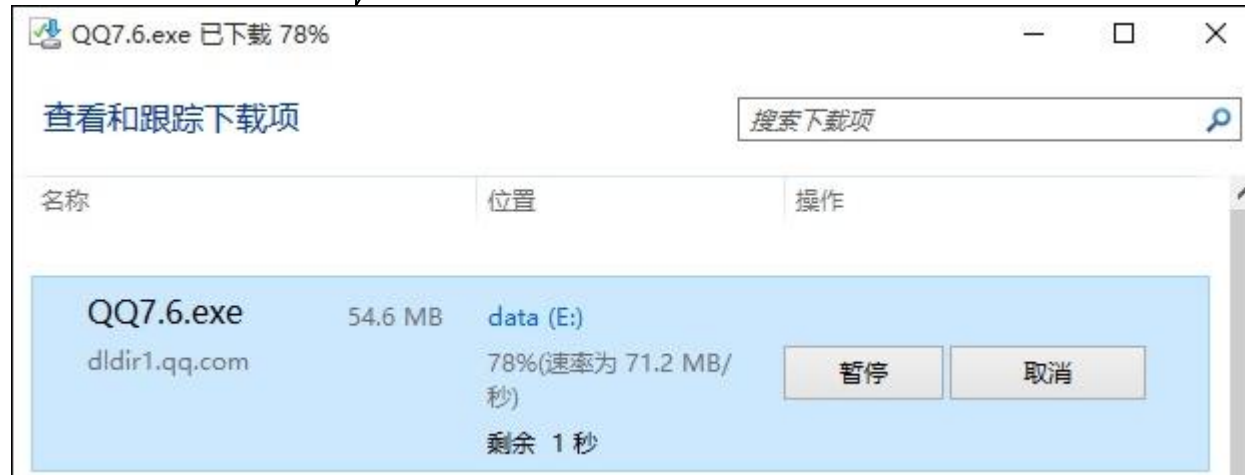 QQ7.6.exe 已下载 78%
查看和跟踪下载项
搜索下载项
名称 位置 操作
QQ7.6.exe 54.6 MB data (E:)
dldir1.qq.com 78%(速率为 71.2 MB/ 暂停 取消
秒)
剩余 1 秒